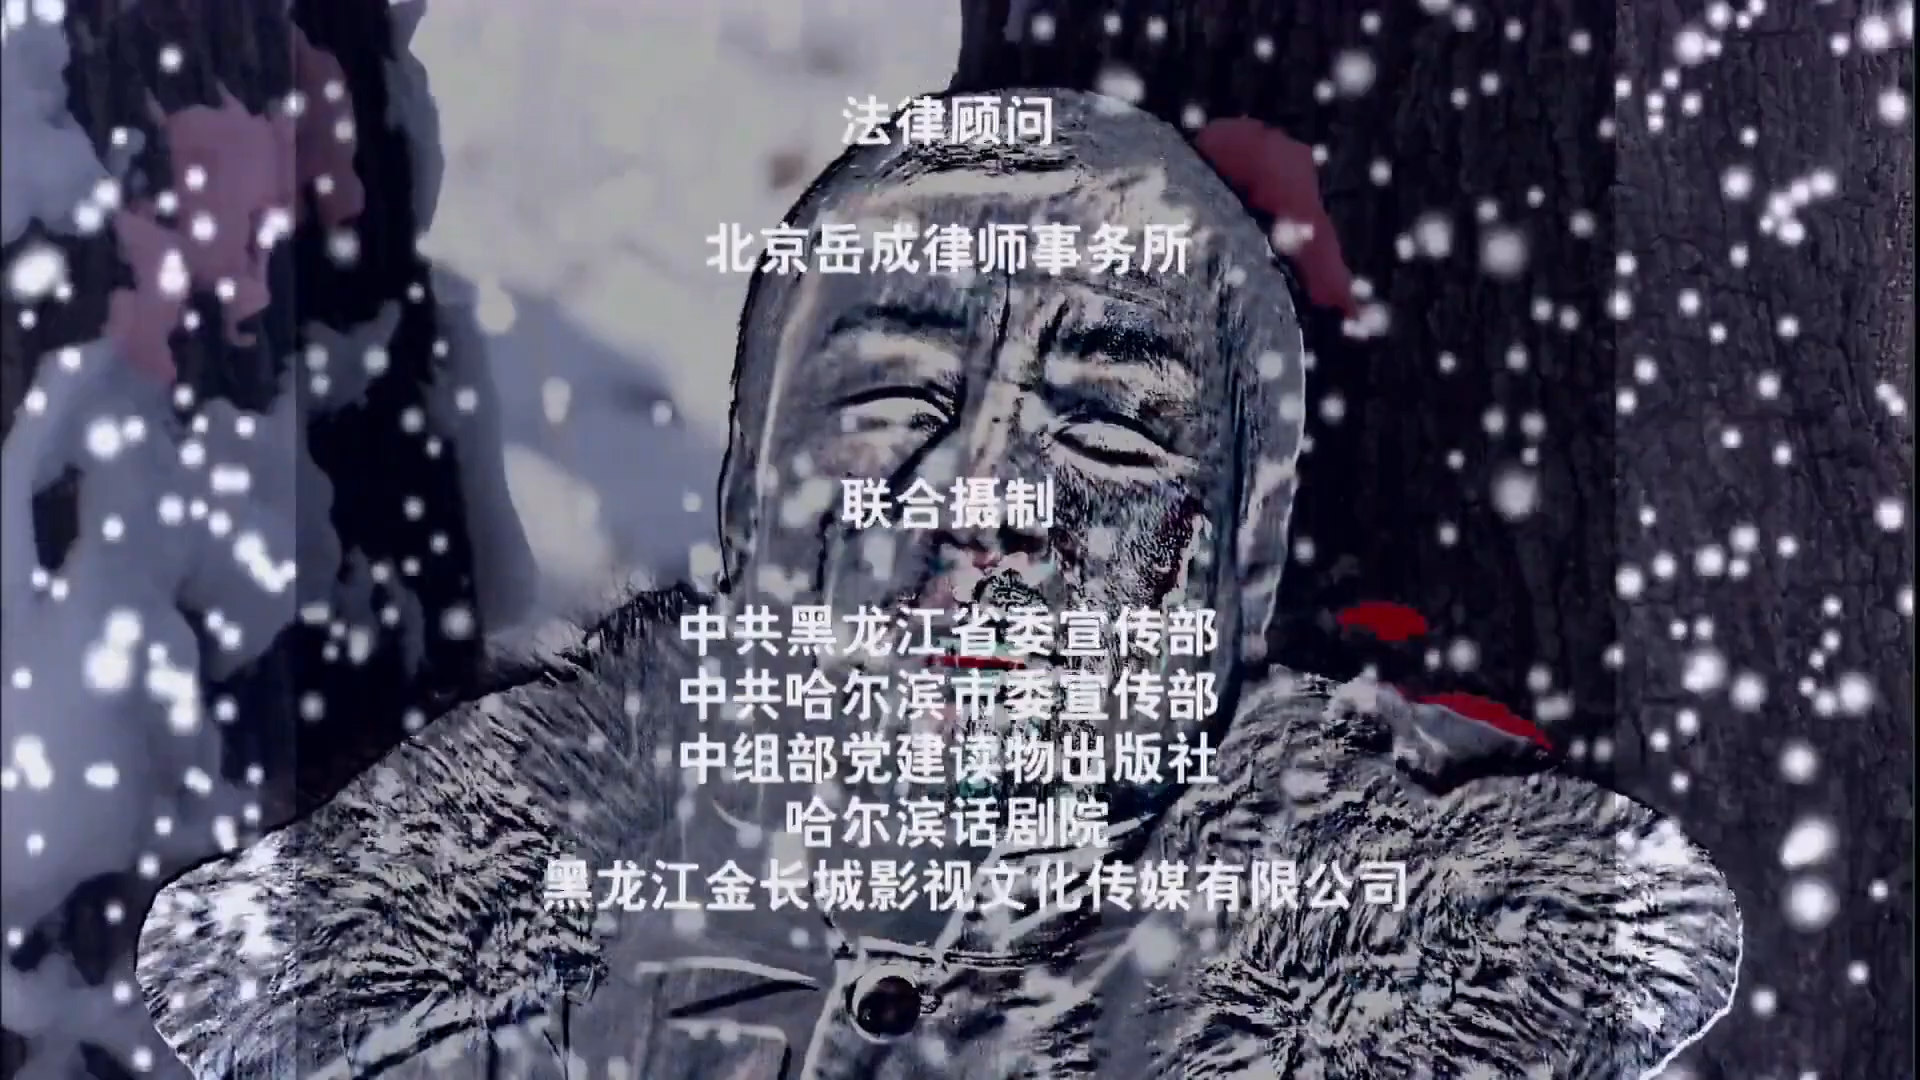 法律顾问
北京岳成律师事务所
联合摄制
中共黑龙江省委宣传部
中共哈尔滨市委宣传部
中组部党建读物出版社
哈尔滨话剧院
黑龙江金长城影视文化传媒有限公司